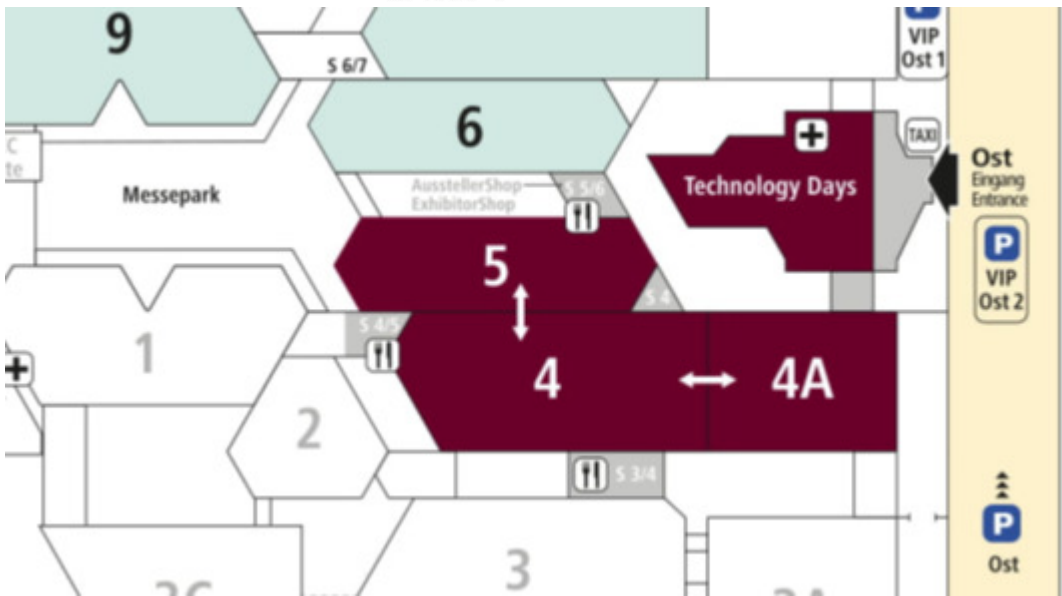 9
S 6/7
VIP
Ost 1
6
C
te
Messepark
AusstellerShop
ExhibitorShop
S 5/6
Technology Days
TAXI
Ost
Eingang
Entrance
P
VIP
Ost 2
5
S 4
1
S 4/5
4
4A
2
S 3/4
P
Ost
3